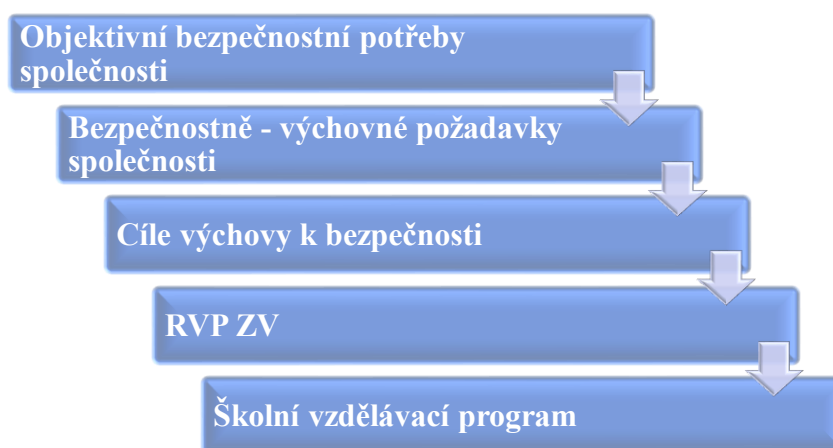 Objektivní bezpečnostní potřeby
společnosti
Bezpečnostně - výchovné požadavky
společnosti
Cíle výchovy k bezpečnosti
RVP ZV
Školní vzdělávací program